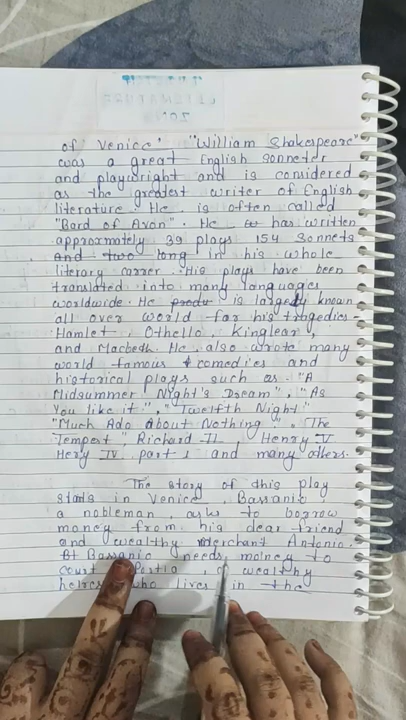 of Venice" "William Shakespeare"
was a great English sonneter
and playwright and is considered
as the greatest writer of English
literature. He is often called
"Bard of Avon". He has written
approxmately 39 plays 154 Sonnets
And two long in his whole
literary carrer. His plays have been
translated into many languages
worldwide. He produ is largely known
all over world for his tragedies-
Hamlet, Othello, Kinglear,
and Macbeth. He also wrote many
world famous comedies and
historical plays such as "A
Midsummer Night's Dream", "As
You like it", "Twelfth Night"
"Much Ado About Nothing", The
Tempest", Richard II, Henry V
Hery IV part 1 and many others.
The story of this play
starts in Venice, Bassanio
a nobleman, asks to borrow
money from his dear friend
and wealthy merchant Antonio.
Bassanio needs money to
court Portia, a wealthy
who lives in the